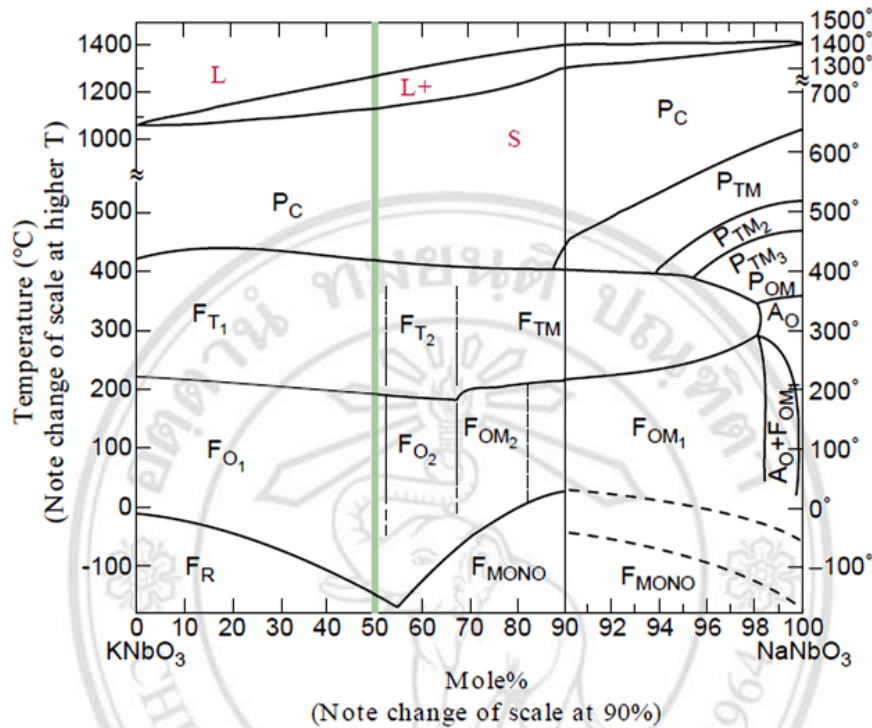 1400
1200
1000
500
400
300
200
100
0
-100
Temperature (°C)
(Note change of scale at higher T)
1500°
1400°
1300°
700°
600°
500°
400°
300°
200°
100°
0°
-100°
L
L+
S
P_C
P_C
P_TM
P_TM2
P_TM3
P_OM
A_O
F_T1
F_T2
F_TM
F_O1
F_O2
F_OM2
F_OM1
A_O+F_OM
F_R
F_MONO
F_MONO
0 10 20 30 40 50 60 70 80 90 94 96 98 100
KNbO3 NaNbO3
Mole%
(Note change of scale at 90%)
964